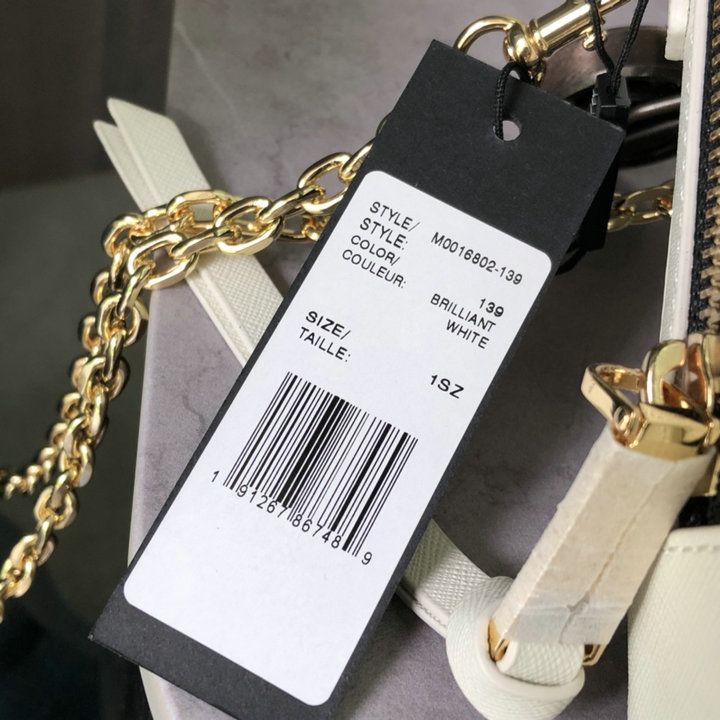 STYLE/
STYLE: M0016802-139
COLOR/
COULEUR: 139
BRILLIANT
WHITE
SIZE/
TAILLE: 1SZ
1 91267 86748 9